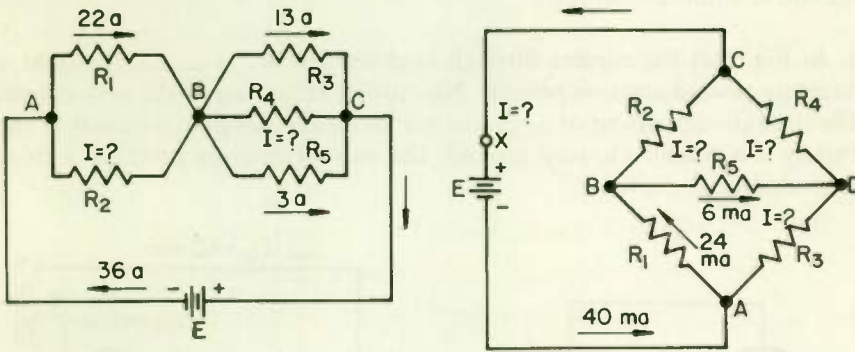 22 a
13 a
R1
R3
A
B
R4
C
I=?
I=?
R5
R2
3 a
36 a
- +
E
C
R2
R4
I=?
X
I=?
I=?
+
E
-
B
R5
D
6 ma
I=?
24
ma
R1
R3
A
40 ma